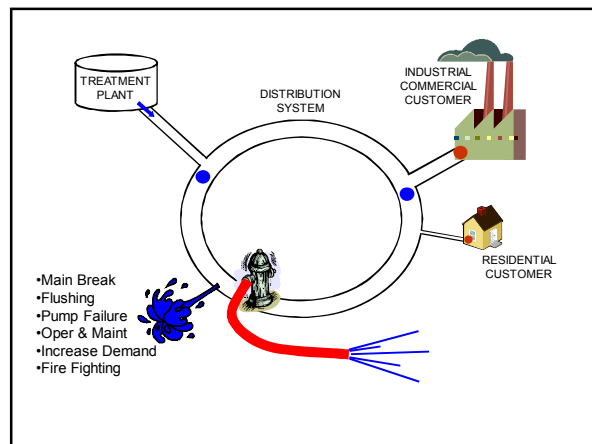 TREATMENT
PLANT
DISTRIBUTION
SYSTEM
INDUSTRIAL
COMMERCIAL
CUSTOMER
RESIDENTIAL
CUSTOMER
•Main Break
•Flushing
•Pump Failure
•Oper & Maint
•Increase Demand
•Fire Fighting